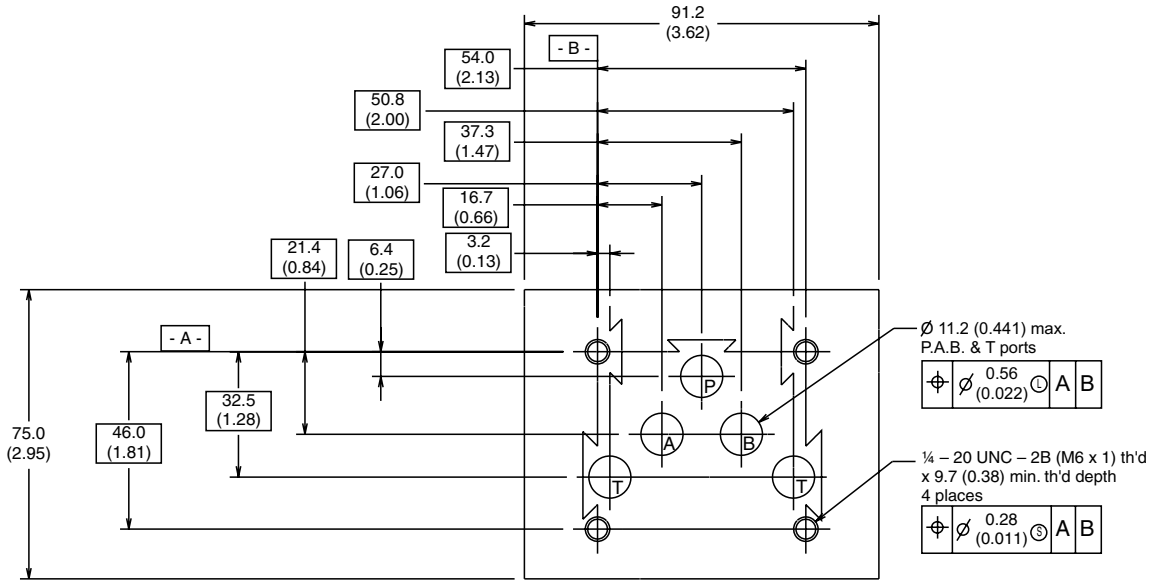 91.2
(3.62)
- B -
54.0
(2.13)
50.8
(2.00)
37.3
(1.47)
27.0
(1.06)
16.7
(0.66)
3.2
(0.13)
21.4
(0.84)
6.4
(0.25)
- A -
32.5
(1.28)
46.0
(1.81)
75.0
(2.95)
P
A
B
T
T
Ø 11.2 (0.441) max.
P.A.B. & T ports
⌖ Ø 0.56 (0.022) Ⓛ A B
¼ – 20 UNC – 2B (M6 x 1) th'd
x 9.7 (0.38) min. th'd depth
4 places
⌖ Ø 0.28 (0.011) Ⓢ A B